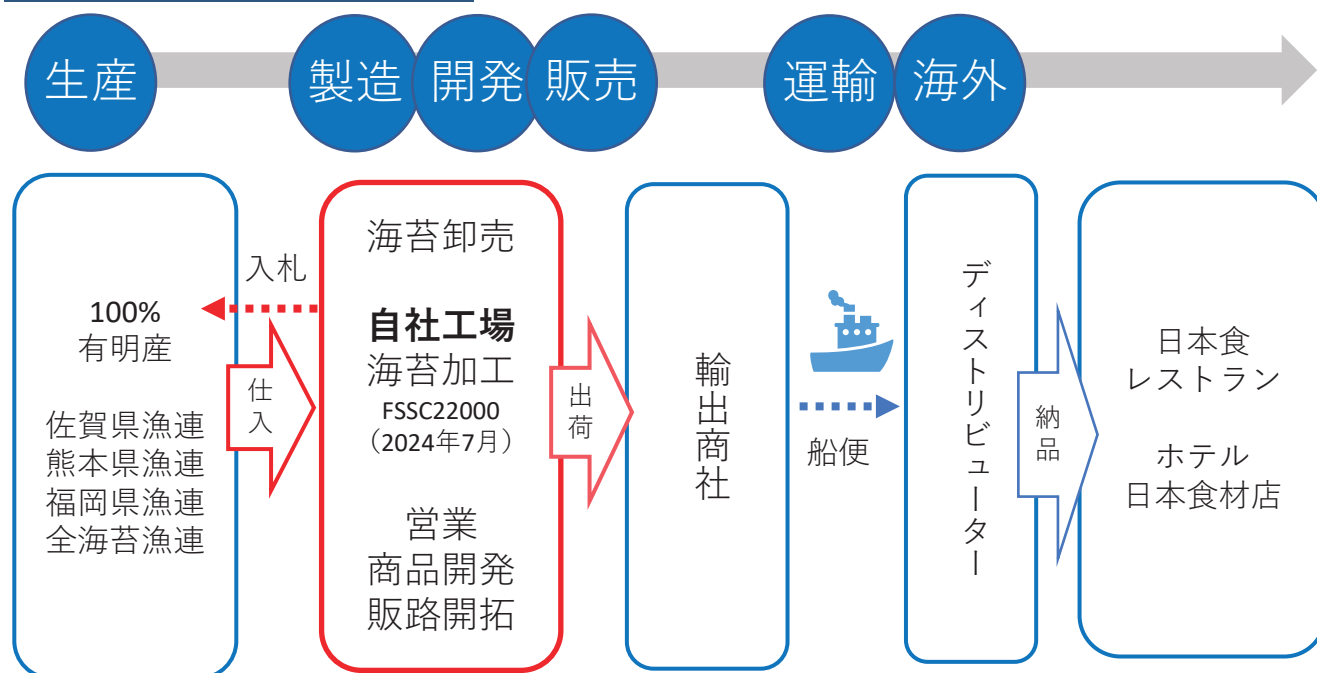 生産
製造
開発
販売
運輸
海外
100%
有明産
佐賀県漁連
熊本県漁連
福岡県漁連
全海苔漁連
入札
仕入
海苔卸売
自社工場
海苔加工
FSSC22000
（2024年7月）
営業
商品開発
販路開拓
出荷
輸出商社
船便
ディストリビューター
納品
日本食
レストラン
ホテル
日本食材店